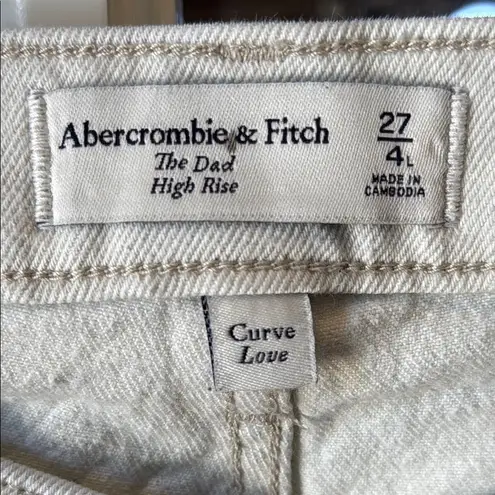 Abercrombie & Fitch
The Dad
High Rise
27
4L
MADE IN
CAMBODIA
Curve
Love